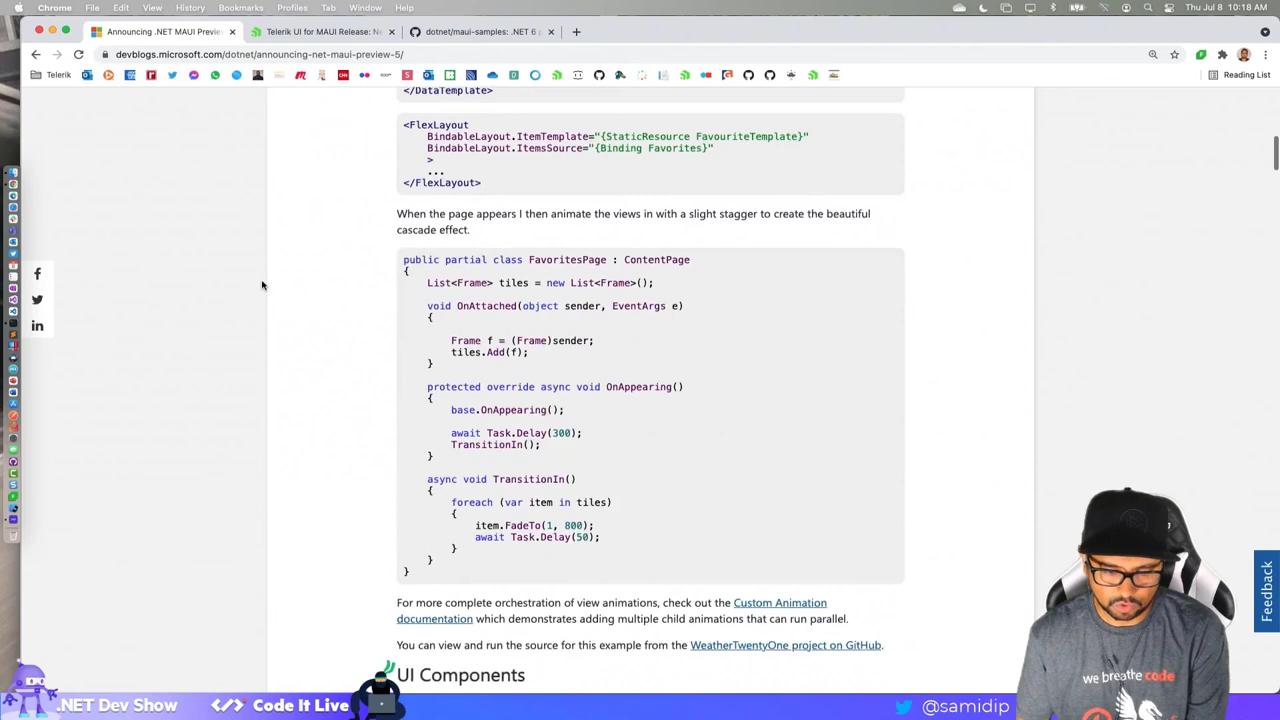 Chrome File Edit View History Bookmarks Profiles Tab Window Help Thu Jul 8 10:18 AM
Announcing .NET MAUI Previe Telerik UI for MAUI Release: Ne dotnet/maui-samples: .NET 6 p
devblogs.microsoft.com/dotnet/announcing-net-maui-preview-5/
Telerik Reading List
</DataTemplate>
<FlexLayout
BindableLayout.ItemTemplate="{StaticResource FavouriteTemplate}"
BindableLayout.ItemsSource="{Binding Favorites}"
>
...
</FlexLayout>
When the page appears I then animate the views in with a slight stagger to create the beautiful
cascade effect.
public partial class FavoritesPage : ContentPage
{
List<Frame> tiles = new List<Frame>();
void OnAttached(object sender, EventArgs e)
{
Frame f = (Frame)sender;
tiles.Add(f);
}
protected override async void OnAppearing()
{
base.OnAppearing();
await Task.Delay(300);
TransitionIn();
}
async void TransitionIn()
{
foreach (var item in tiles)
{
item.FadeTo(1, 800);
await Task.Delay(50);
}
}
}
For more complete orchestration of view animations, check out the Custom Animation
documentation which demonstrates adding multiple child animations that can run parallel.
You can view and run the source for this example from the WeatherTwentyOne project on GitHub.
UI Components
Feedback
we breathe code
.NET Dev Show </> Code It Live @samidip